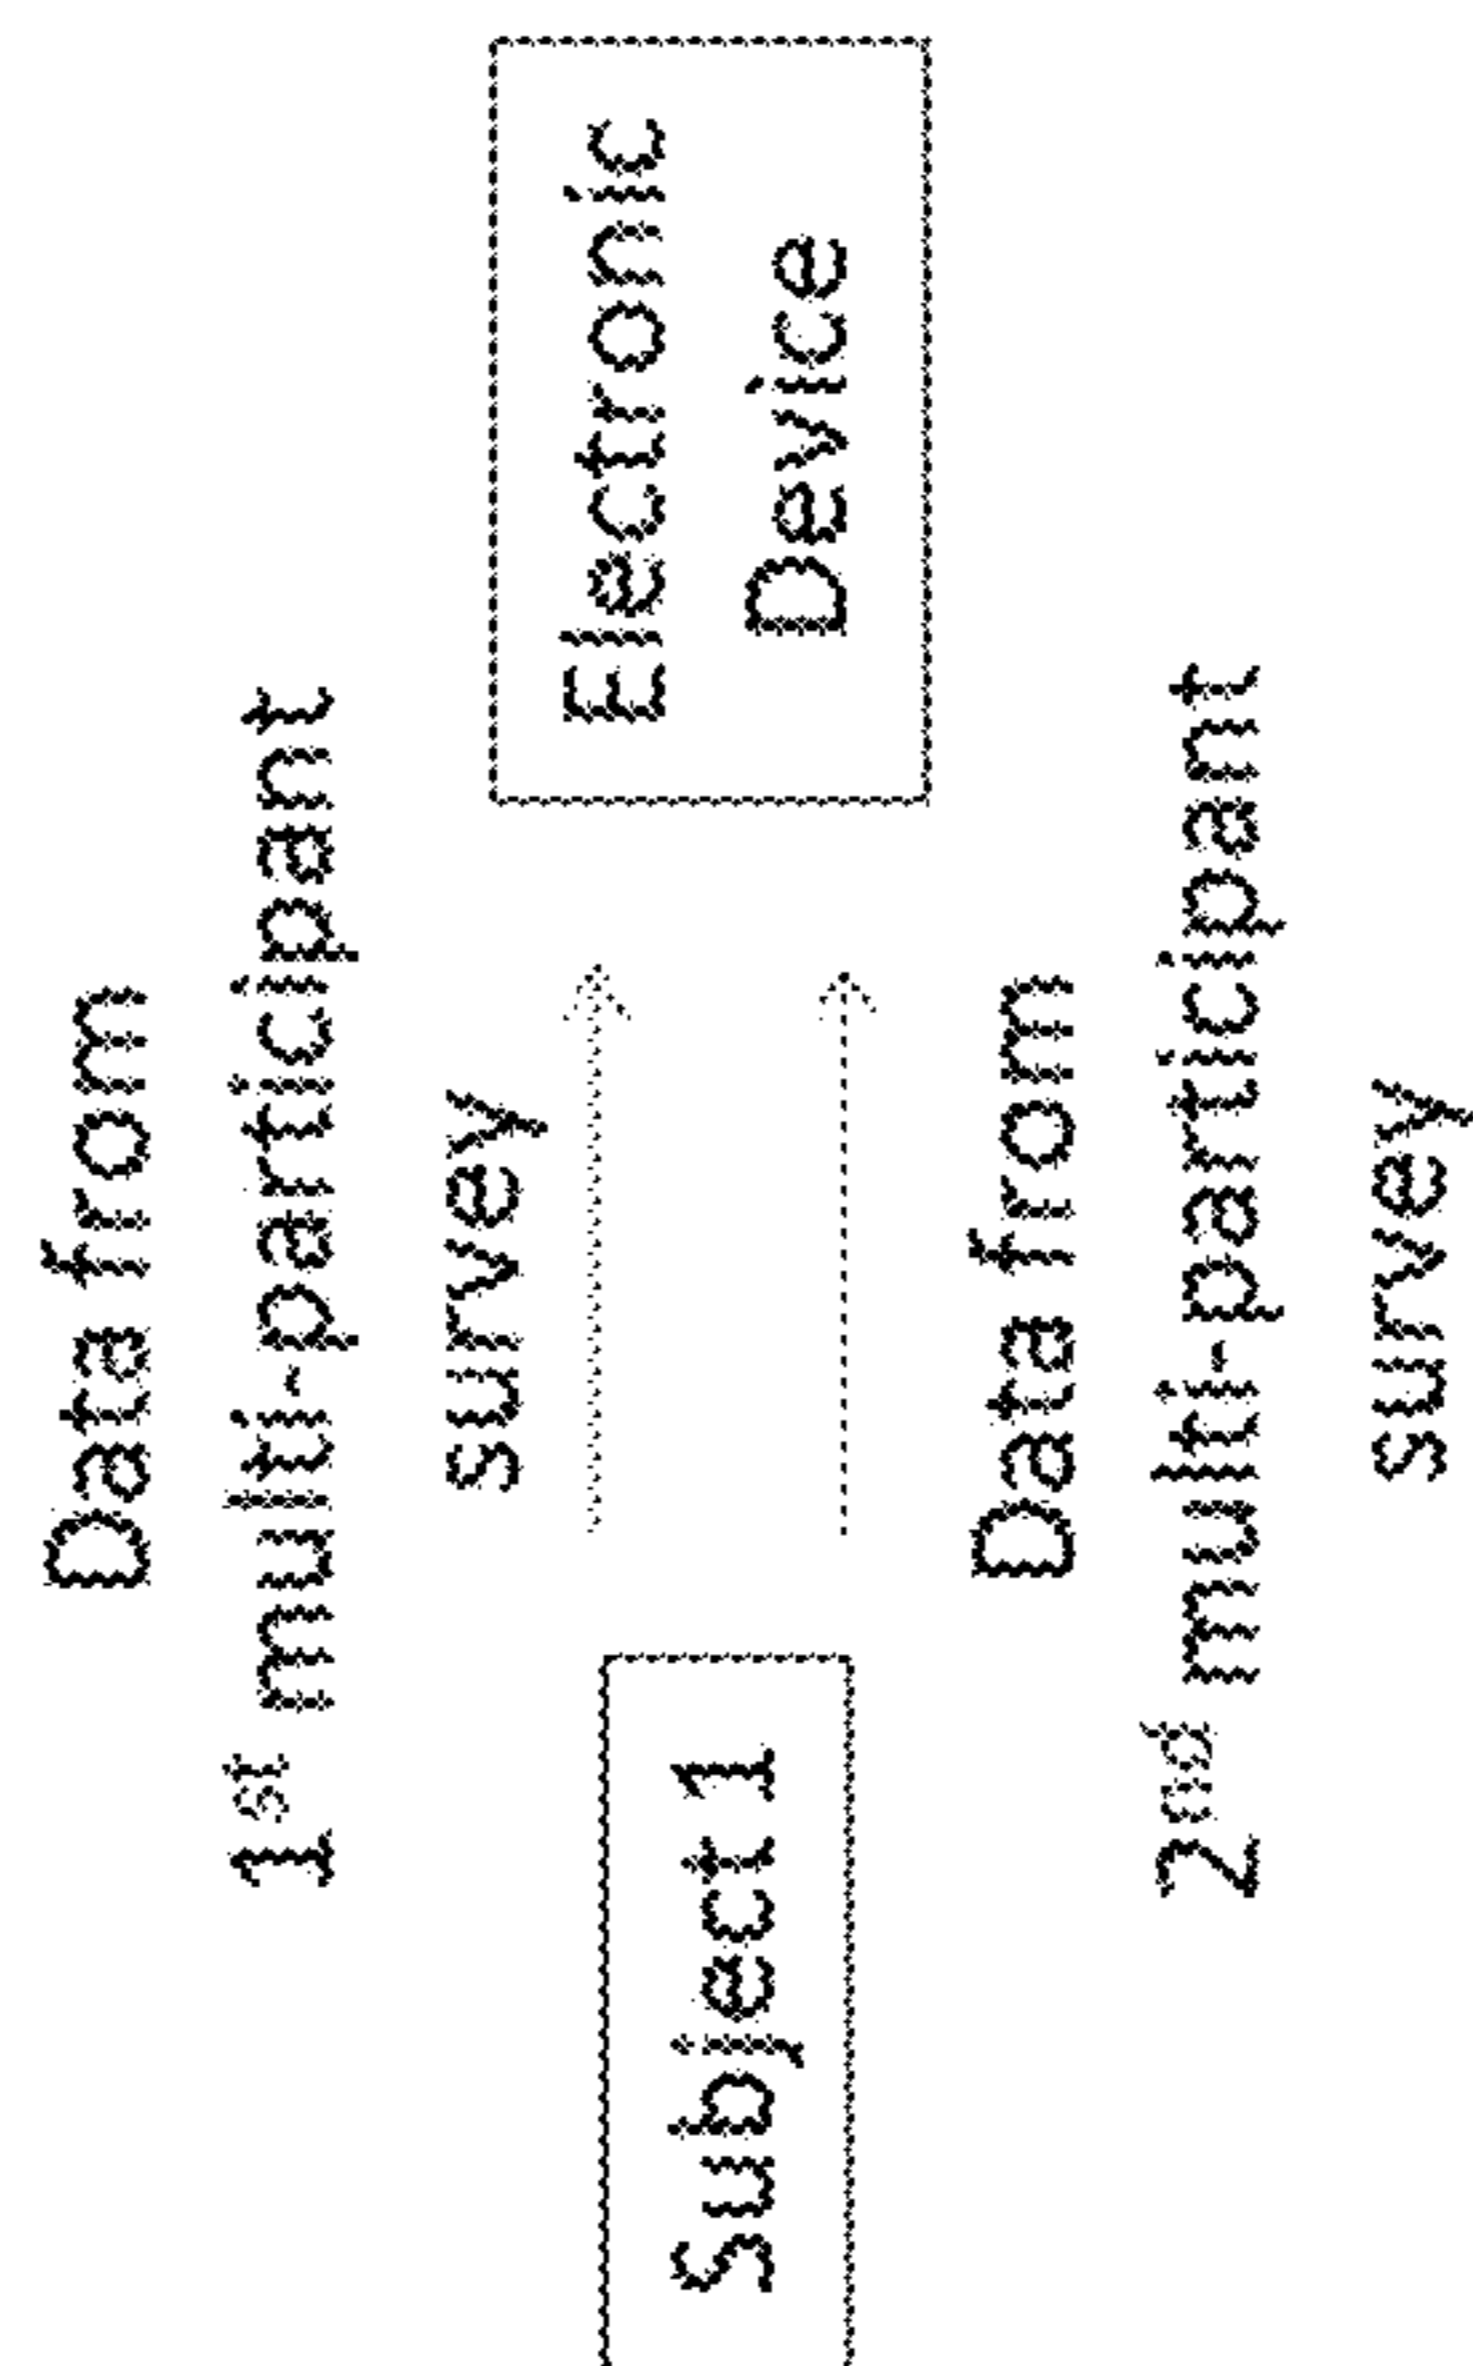 Data from
1st multi-participant
survey
Subject 1
Electronic
Device
Data from
2nd multi-participant
survey